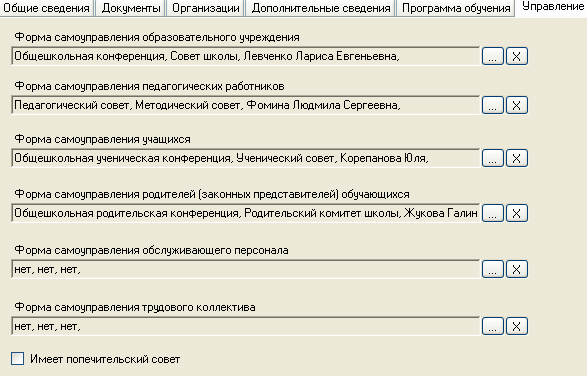 Общие сведения Документы Организации Дополнительные сведения Программа обучения Управление
Форма самоуправления образовательного учреждения
Общешкольная конференция, Совет школы, Левченко Лариса Евгеньевна, ... X
Форма самоуправления педагогических работников
Педагогический совет, Методический совет, Фомина Людмила Сергеевна, ... X
Форма самоуправления учащихся
Общешкольная ученическая конференция, Ученический совет, Корепанова Юля, ... X
Форма самоуправления родителей (законных представителей) обучающихся
Общешкольная родительская конференция, Родительский комитет школы, Жукова Галин ... X
Форма самоуправления обслуживающего персонала
нет, нет, нет, ... X
Форма самоуправления трудового коллектива
нет, нет, нет, ... X
Имеет попечительский совет